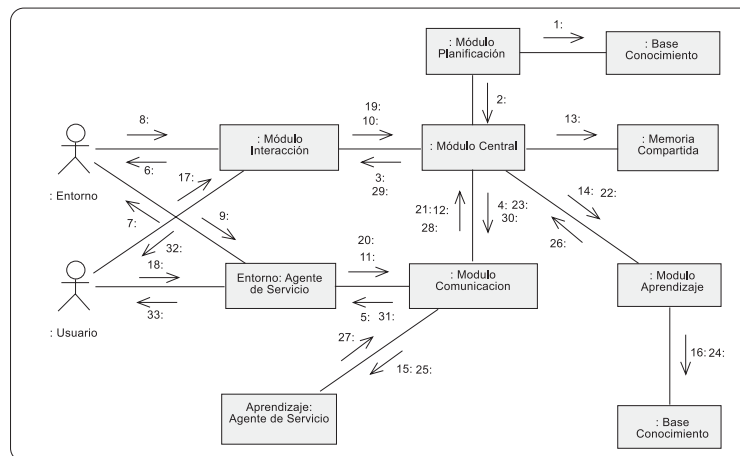 1:
: Módulo
Planificación
: Base
Conocimiento
2:
8:
19:
10:
13:
: Módulo
Interacción
: Módulo Central
: Memoria
Compartida
6:
17:
3:
29:
: Entorno
7:
9:
21: 12:
28:
4: 23:
30:
14: 22:
26:
32:
18:
20:
11:
Entorno: Agente
de Servicio
: Modulo
Comunicacion
: Modulo
Aprendizaje
33:
5: 31:
: Usuario
27:
15: 25:
16: 24:
Aprendizaje:
Agente de Servicio
: Base
Conocimiento